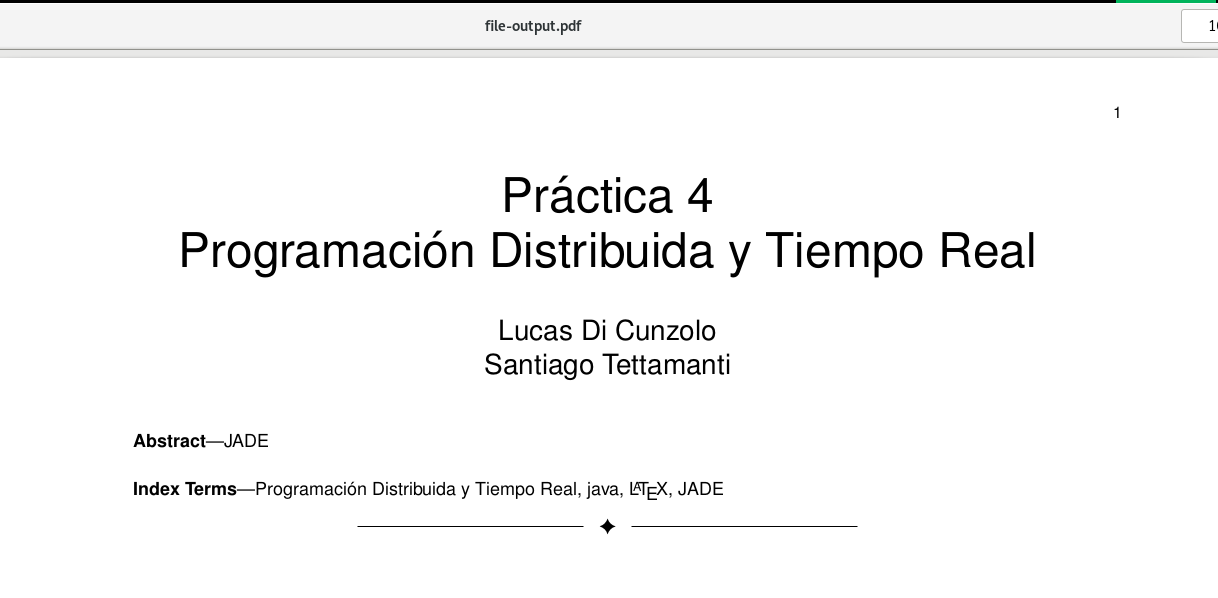 file-output.pdf
1
Práctica 4
Programación Distribuida y Tiempo Real
Lucas Di Cunzolo
Santiago Tettamanti
Abstract—JADE
Index Terms—Programación Distribuida y Tiempo Real, java, LATEX, JADE